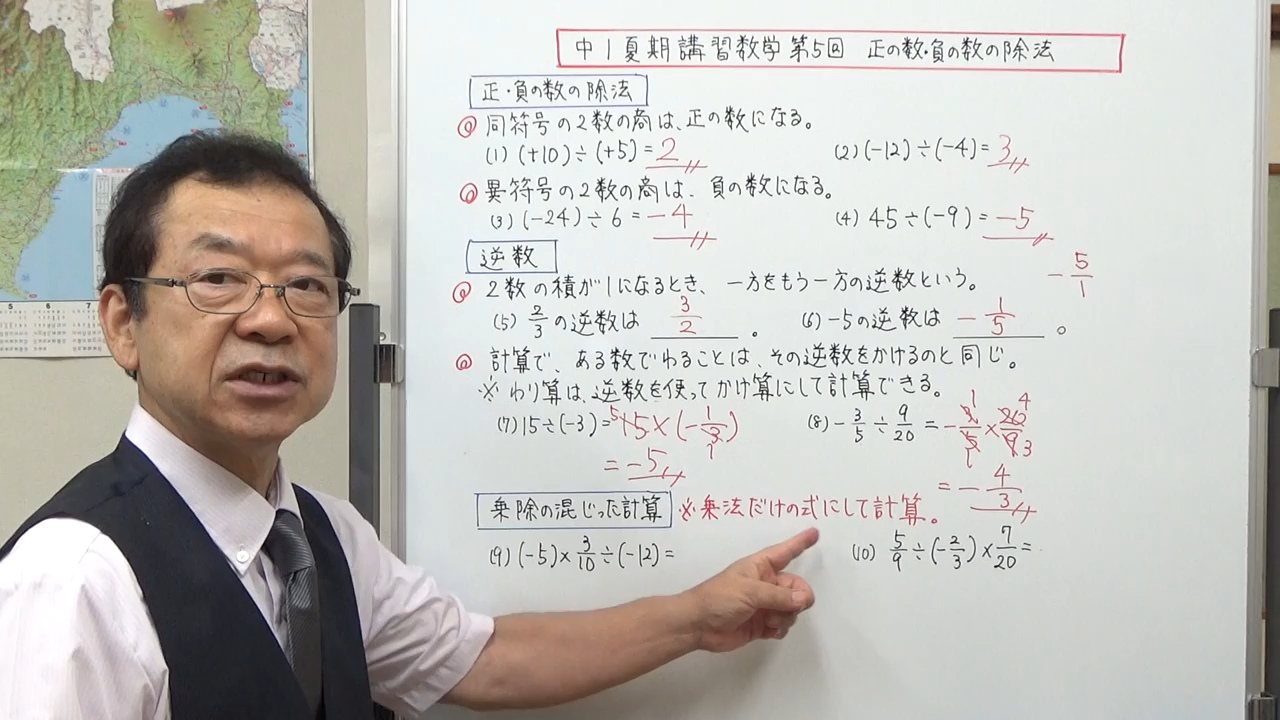 中1夏期講習数学第5回 正の数・負の数の除法
正・負の数の除法
◎ 同符号の2数の商は、正の数になる。
(1) (+10)÷(+5)=2 (2) (-12)÷(-4)=3
◎ 異符号の2数の商は、負の数になる。
(3) (-24)÷6=-4 (4) 45÷(-9)=-5
逆数
-5/1
◎ 2数の積が1になるとき、一方をもう一方の逆数という。
(5) 2/3の逆数は 3/2 。 (6) -5の逆数は -1/5 。
◎ 計算で、ある数でわることは、その逆数をかけるのと同じ。
※ わり算は、逆数を使ってかけ算にして計算できる。
(7) 15÷(-3)=15×(-1/3) (8) -3/5÷9/20=-3/5×20/9
5 1 1 4 1 3
=-5 =-4/3
乗除の混じった計算 ※乗法だけの式にして計算。
(9) (-5)×3/10÷(-12)= (10) 5/9÷(-2/3)×7/20=
5 6 7